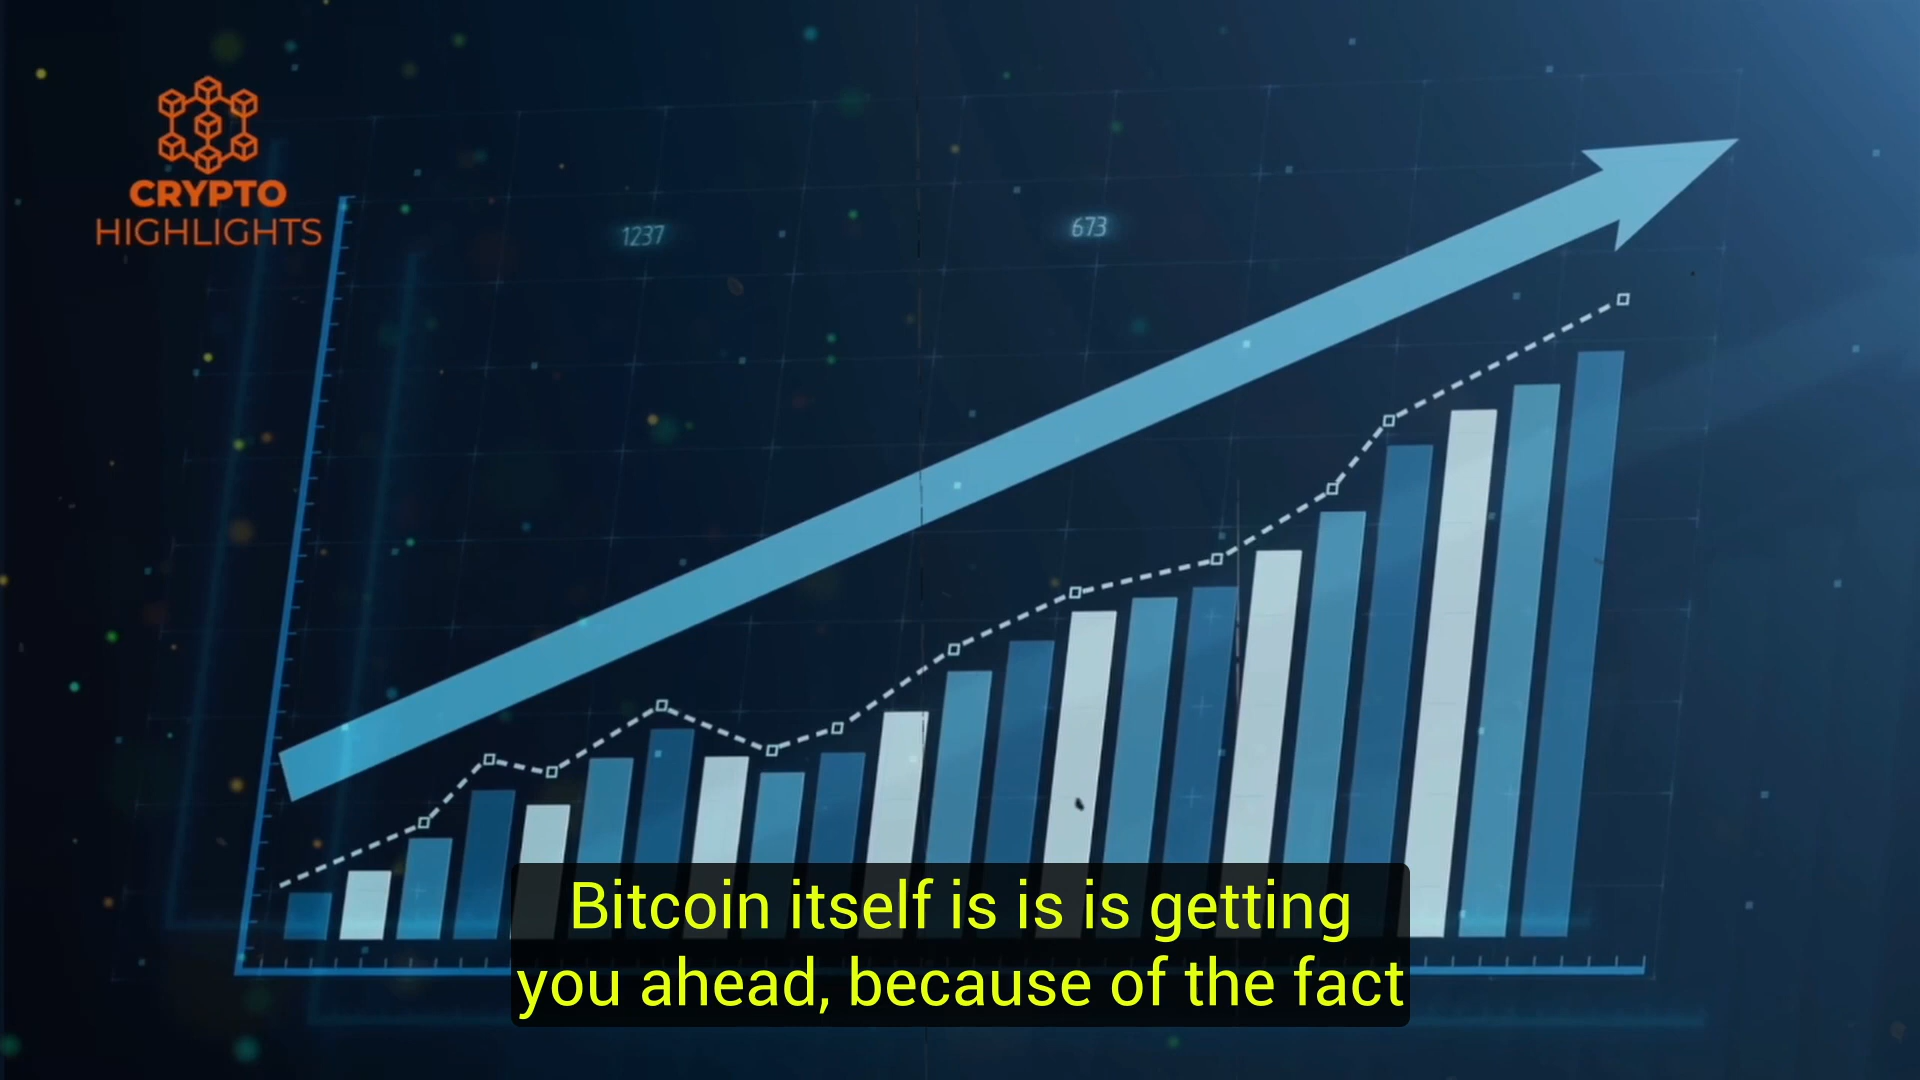 CRYPTO
HIGHLIGHTS
1237
673
Bitcoin itself is is is getting
you ahead, because of the fact